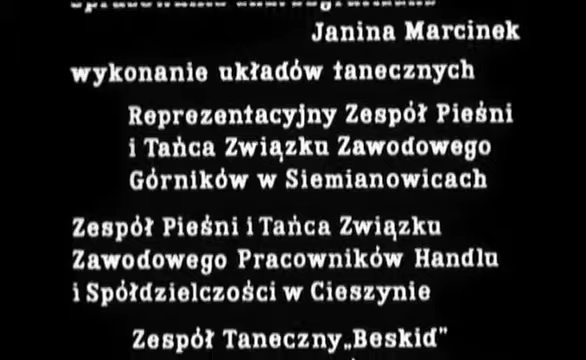 Janina Marcinek
wykonanie układów tanecznych
Reprezentacyjny Zespół Pieśni
i Tańca Związku Zawodowego
Górników w Siemianowicach
Zespół Pieśni i Tańca Związku
Zawodowego Pracowników Handlu
i Spółdzielczości w Cieszynie
Zespół Taneczny „Beskid"